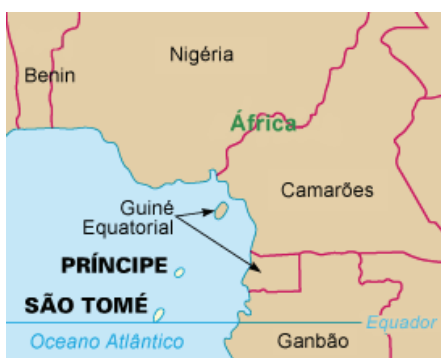 Nigéria
Benin
África
Camarões
Guiné
Equatorial
PRÍNCIPE
SÃO TOMÉ
Equador
Oceano Atlântico
Ganbão